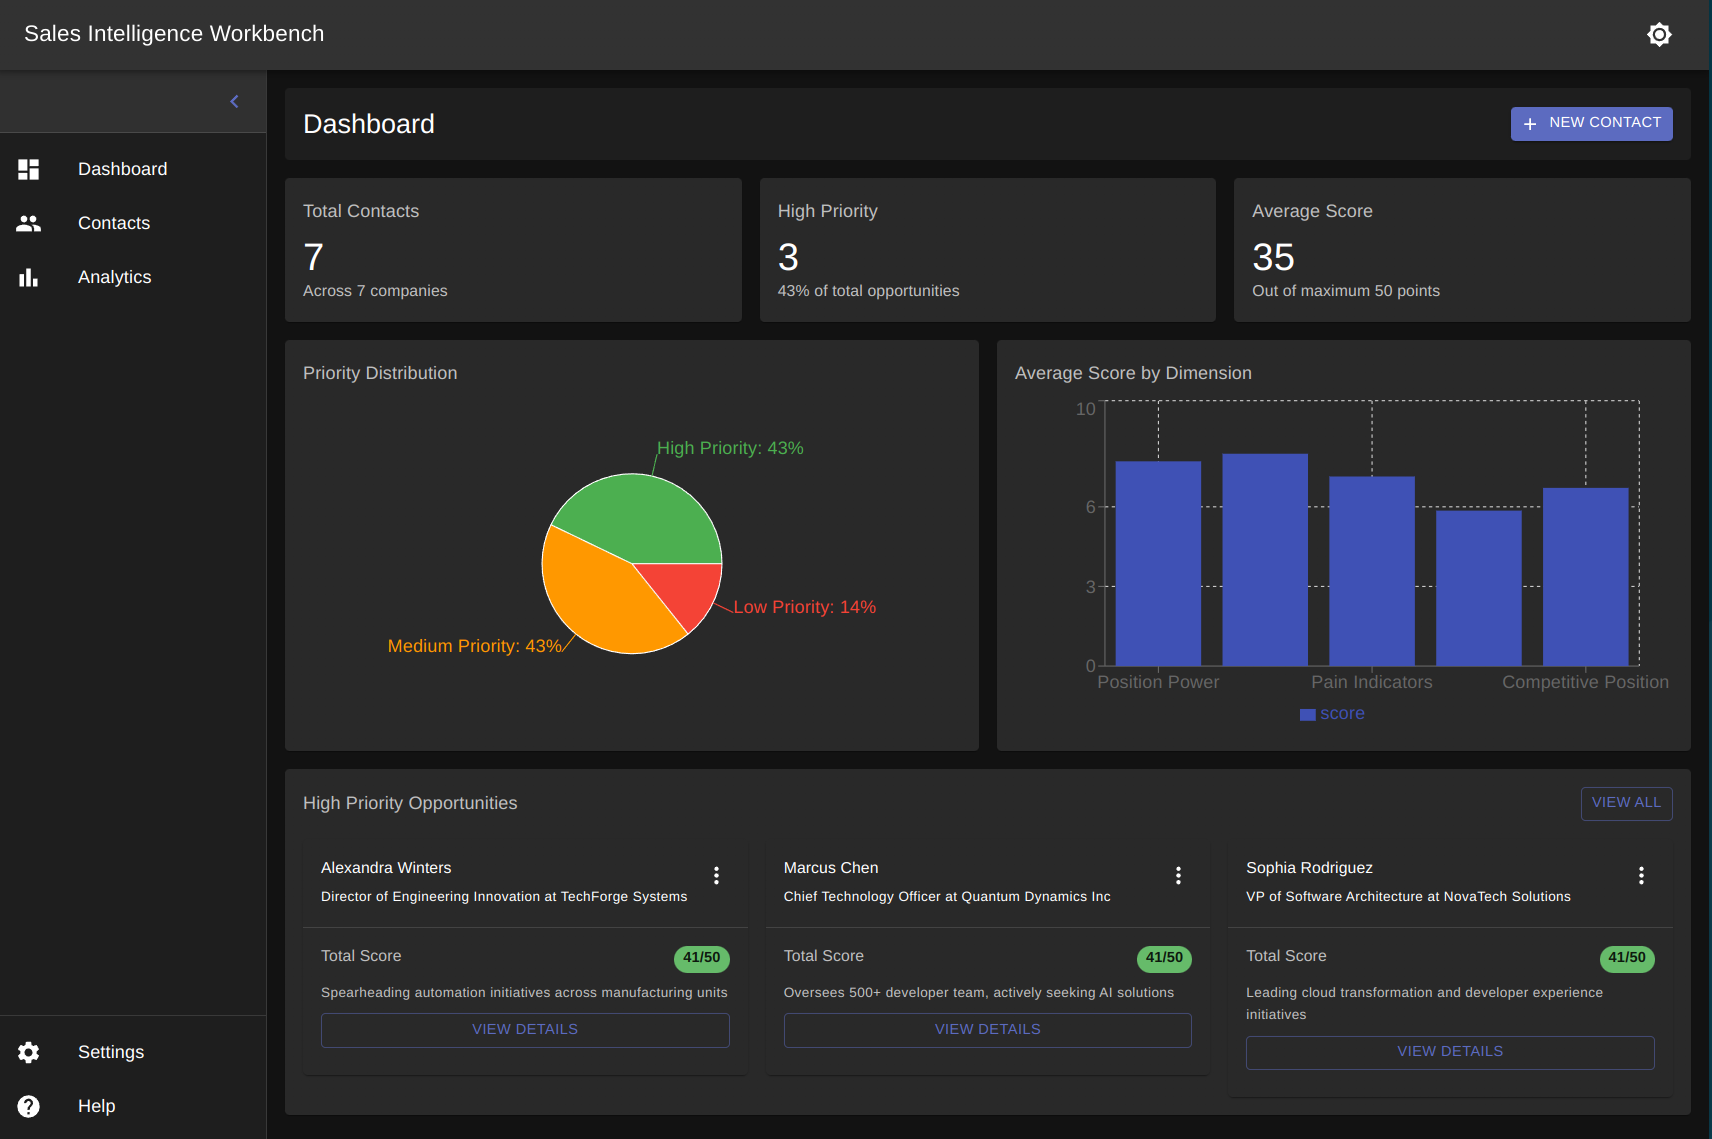 Sales Intelligence Workbench
Dashboard
Contacts
Analytics
Settings
Help
Dashboard
NEW CONTACT
Total Contacts
7
Across 7 companies
High Priority
3
43% of total opportunities
Average Score
35
Out of maximum 50 points
Priority Distribution
High Priority: 43%
Low Priority: 14%
Medium Priority: 43%
Average Score by Dimension
10
6
3
0
Position Power
Pain Indicators
Competitive Position
score
High Priority Opportunities
VIEW ALL
Alexandra Winters
Director of Engineering Innovation at TechForge Systems
Total Score
41/50
Spearheading automation initiatives across manufacturing units
VIEW DETAILS
Marcus Chen
Chief Technology Officer at Quantum Dynamics Inc
Total Score
41/50
Oversees 500+ developer team, actively seeking AI solutions
VIEW DETAILS
Sophia Rodriguez
VP of Software Architecture at NovaTech Solutions
Total Score
41/50
Leading cloud transformation and developer experience
initiatives
VIEW DETAILS